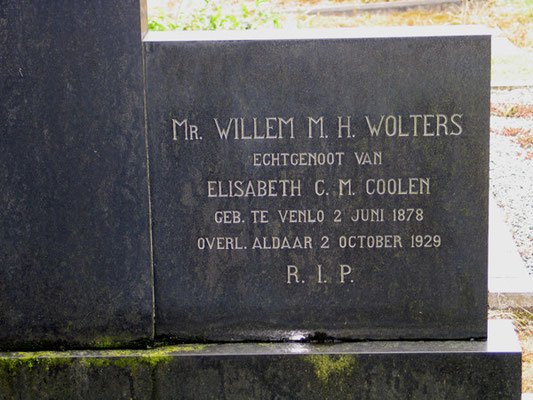 Mr. WILLEM M. H. WOLTERS
ECHTGENOOT VAN
ELISABETH C. M. COOLEN
GEB. TE VENLO 2 JUNI 1878
OVERL. ALDAAR 2 OCTOBER 1929
R. I. P.